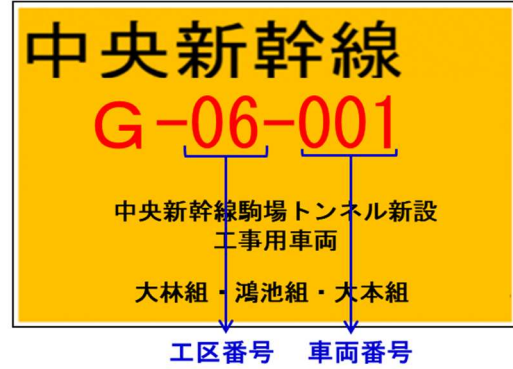 中央新幹線
G-06-001
中央新幹線駒場トンネル新設
工事用車両
大林組・鴻池組・大本組
工区番号 車両番号